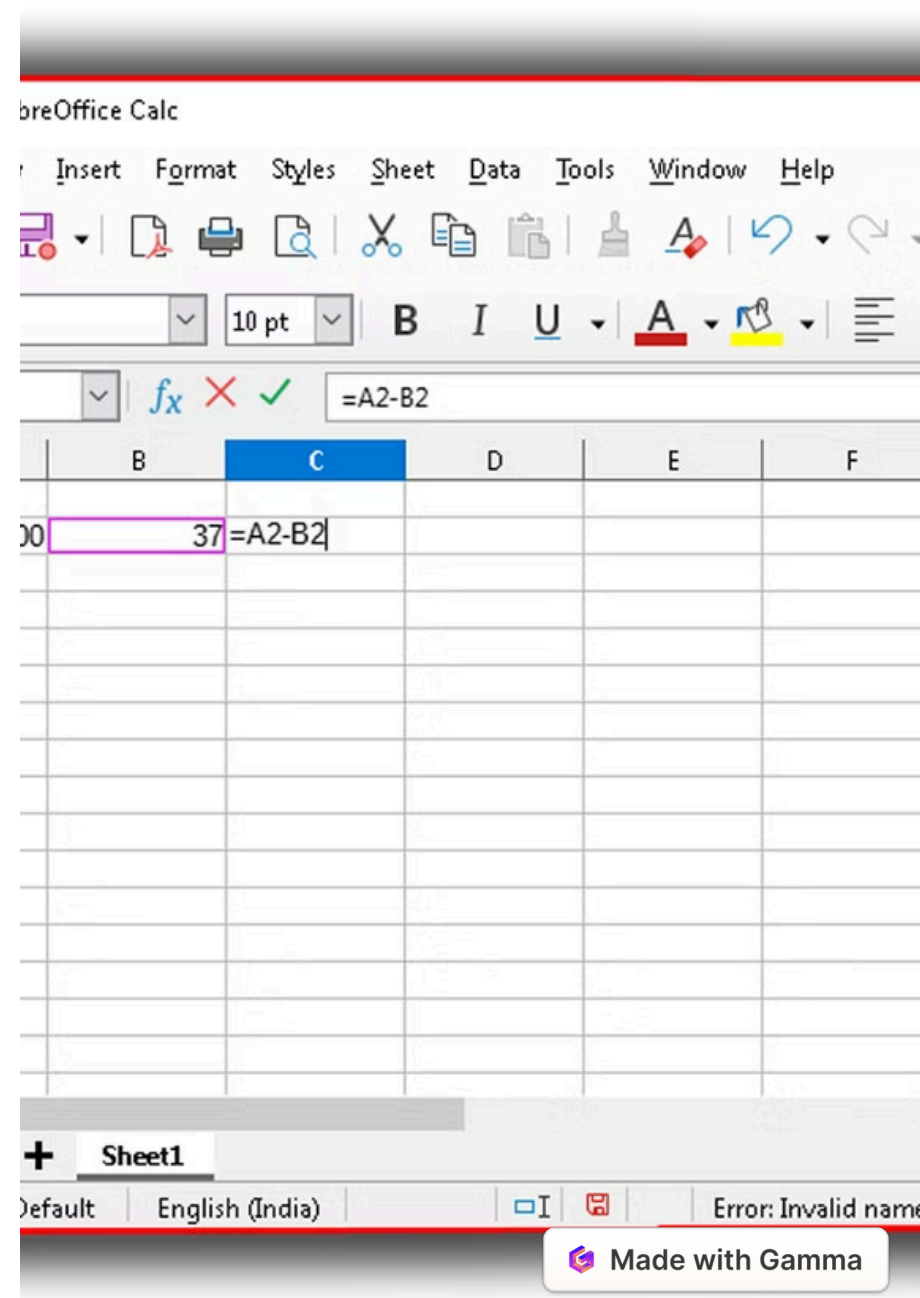 breOffice Calc
Insert Format Styles Sheet Data Tools Window Help
10 pt B I U A
fx =A2-B2
B C D E F
00 37 =A2-B2
Sheet1
Default English (India) Error: Invalid name
Made with Gamma